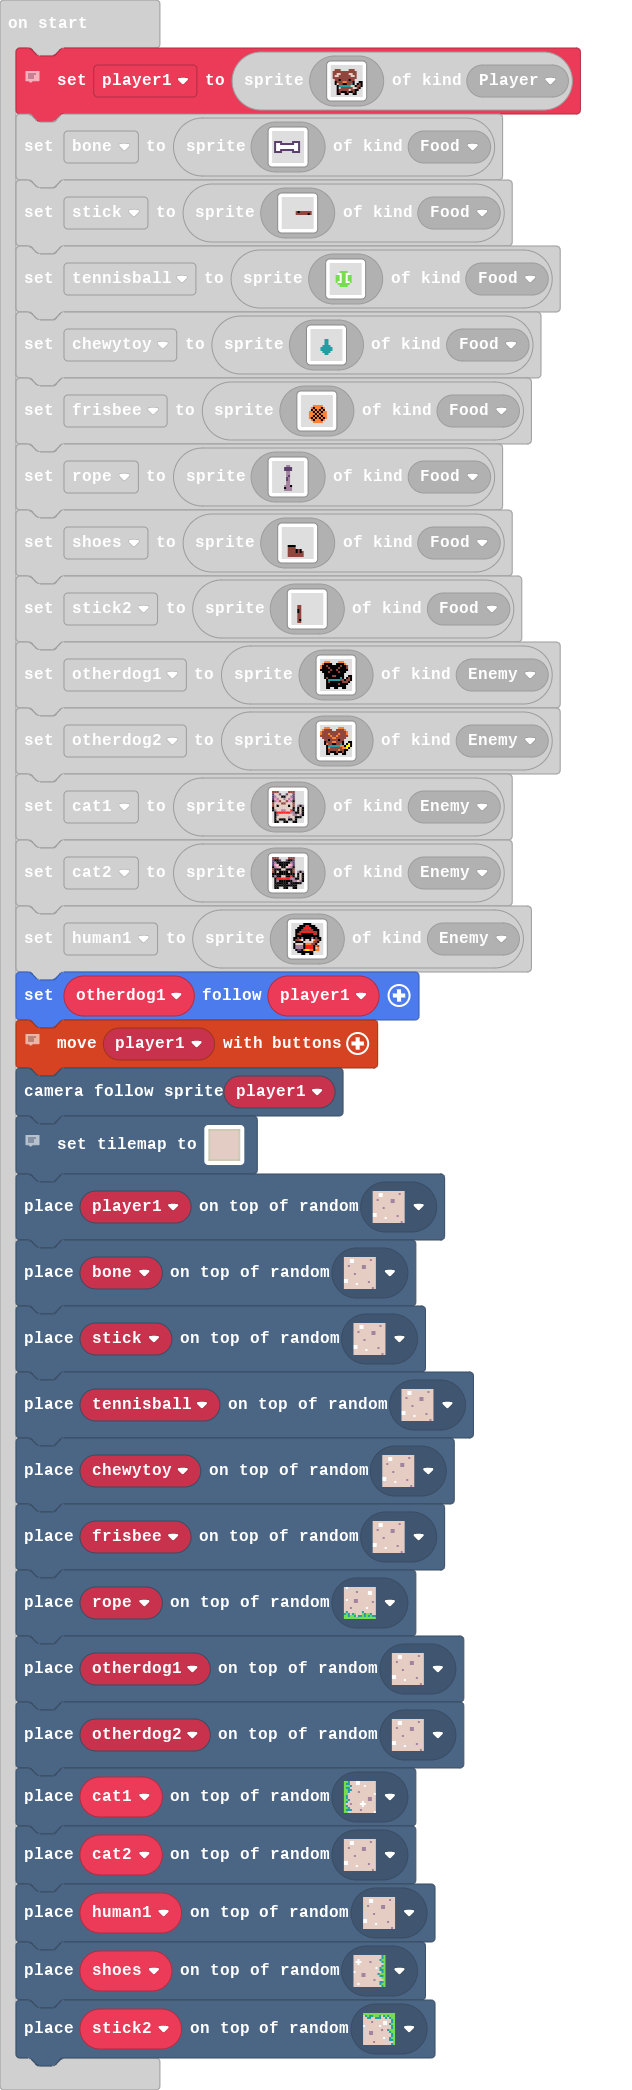 on start
set player1 to sprite of kind Player
set bone to sprite of kind Food
set stick to sprite of kind Food
set tennisball to sprite of kind Food
set chewytoy to sprite of kind Food
set frisbee to sprite of kind Food
set rope to sprite of kind Food
set shoes to sprite of kind Food
set stick2 to sprite of kind Food
set otherdog1 to sprite of kind Enemy
set otherdog2 to sprite of kind Enemy
set cat1 to sprite of kind Enemy
set cat2 to sprite of kind Enemy
set human1 to sprite of kind Enemy
set otherdog1 follow player1
move player1 with buttons
camera follow sprite player1
set tilemap to
place player1 on top of random
place bone on top of random
place stick on top of random
place tennisball on top of random
place chewytoy on top of random
place frisbee on top of random
place rope on top of random
place otherdog1 on top of random
place otherdog2 on top of random
place cat1 on top of random
place cat2 on top of random
place human1 on top of random
place shoes on top of random
place stick2 on top of random